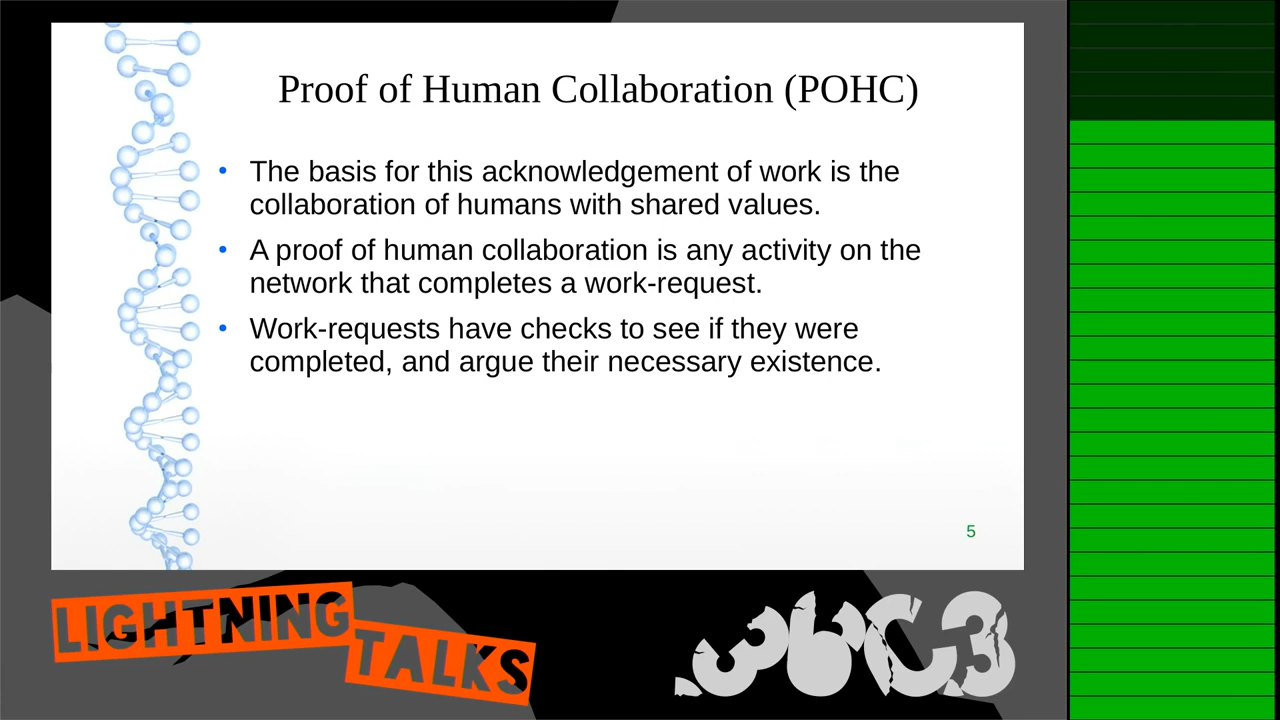 Proof of Human Collaboration (POHC)
• The basis for this acknowledgement of work is the
collaboration of humans with shared values.
• A proof of human collaboration is any activity on the
network that completes a work-request.
• Work-requests have checks to see if they were
completed, and argue their necessary existence.
5
LIGHTNING
TALKS
36C3